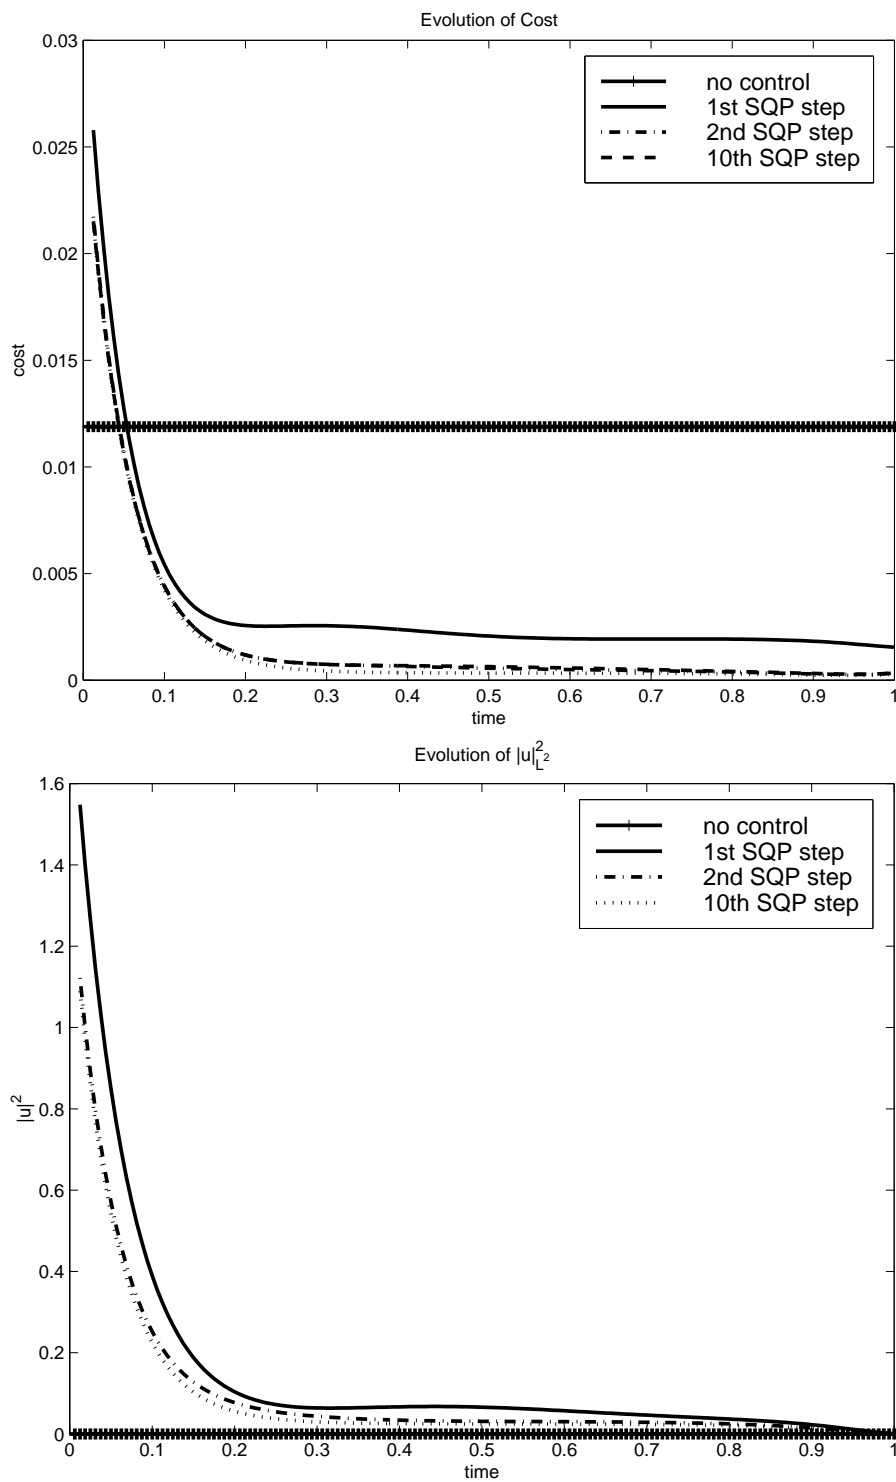 Evolution of Cost
0.03
0.025
0.02
0.015
0.01
0.005
0
cost
no control
1st SQP step
2nd SQP step
10th SQP step
0 0.1 0.2 0.3 0.4 0.5 0.6 0.7 0.8 0.9 1
time
Evolution of |u|²_L²
1.6
1.4
1.2
1
0.8
0.6
0.4
0.2
0
|u|²
no control
1st SQP step
2nd SQP step
10th SQP step
0 0.1 0.2 0.3 0.4 0.5 0.6 0.7 0.8 0.9 1
time